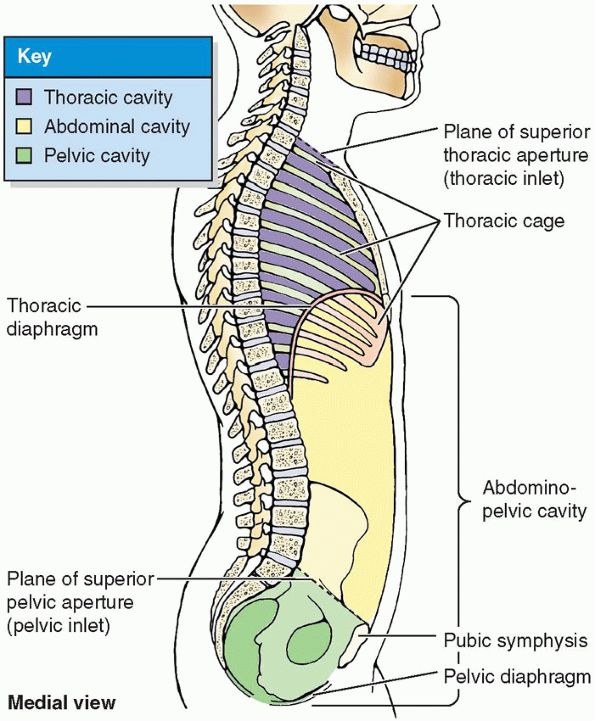 Key
Thoracic cavity
Abdominal cavity
Pelvic cavity
Plane of superior
thoracic aperture
(thoracic inlet)
Thoracic cage
Thoracic
diaphragm
Abdomino-
pelvic cavity
Plane of superior
pelvic aperture
(pelvic inlet)
Pubic symphysis
Pelvic diaphragm
Medial view